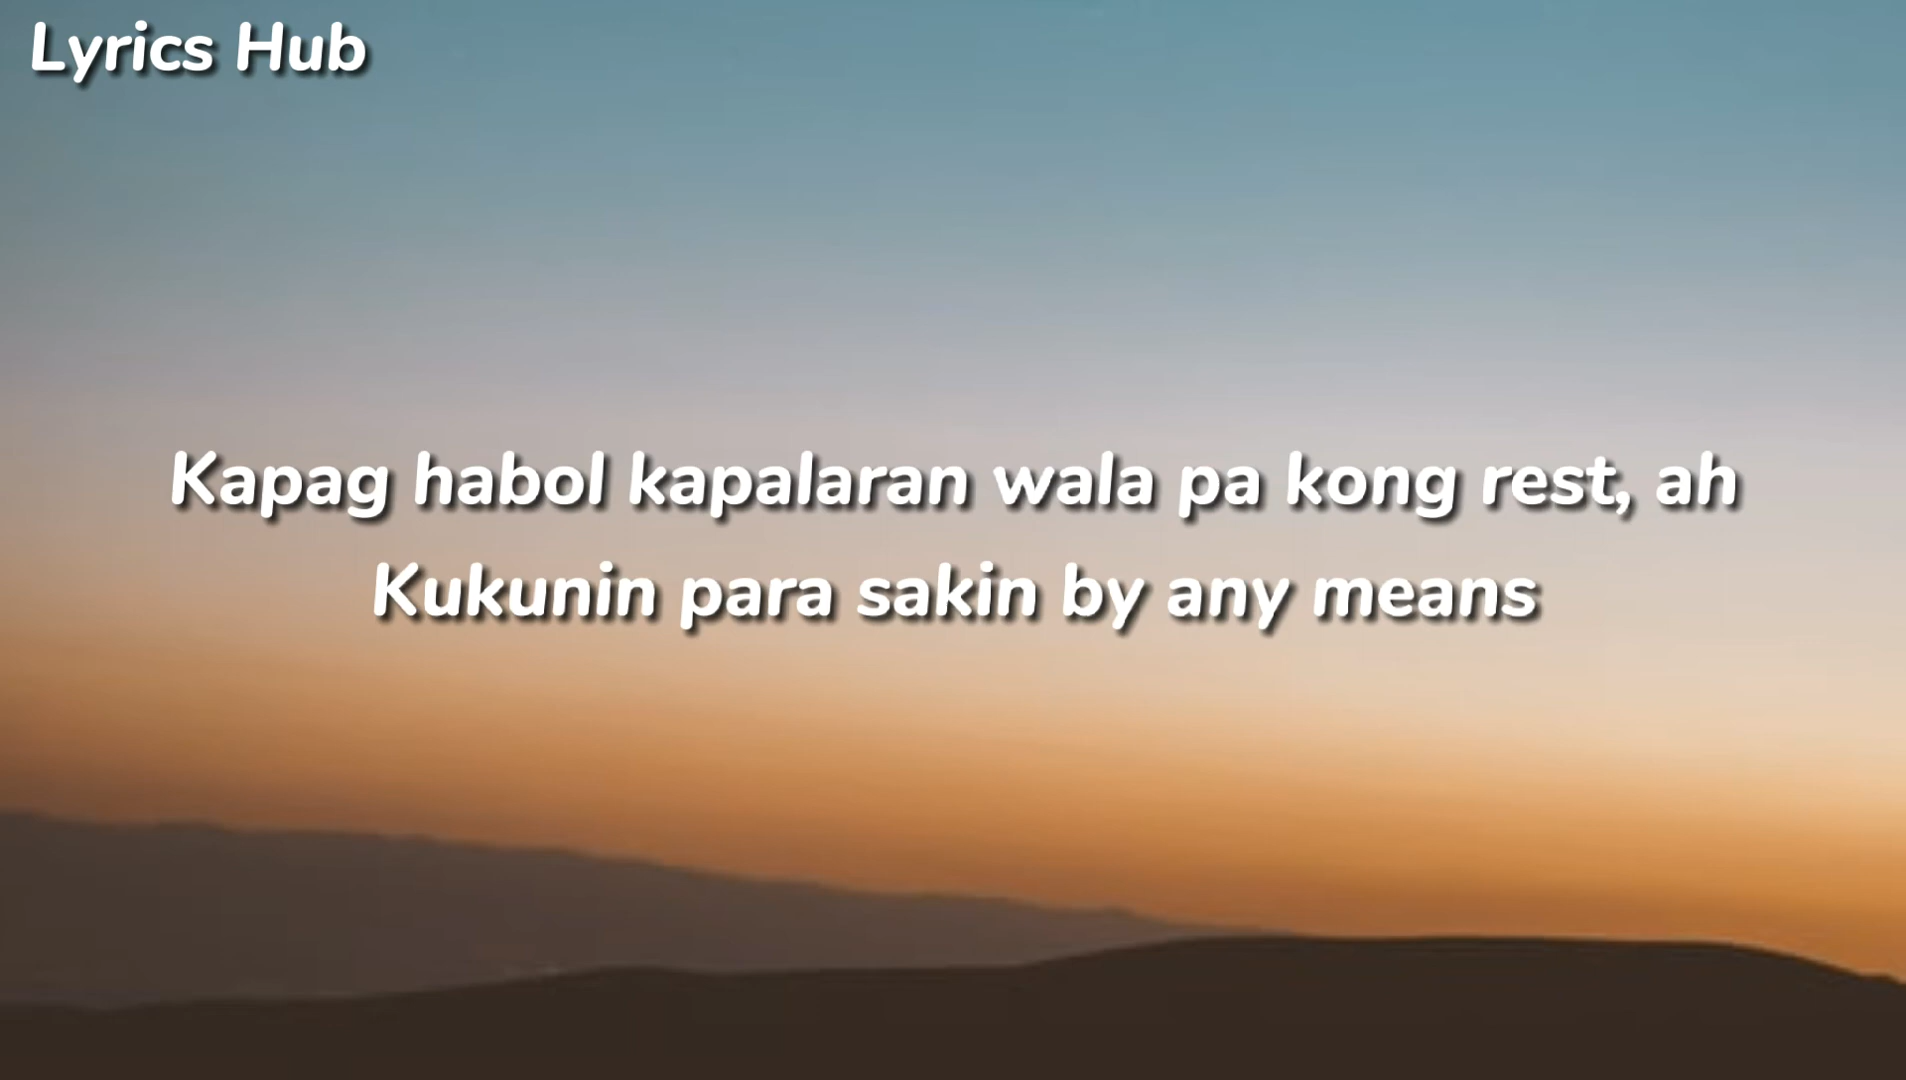 Lyrics Hub
Kapag habol kapalaran wala pa kong rest, ah
Kukunin para sakin by any means